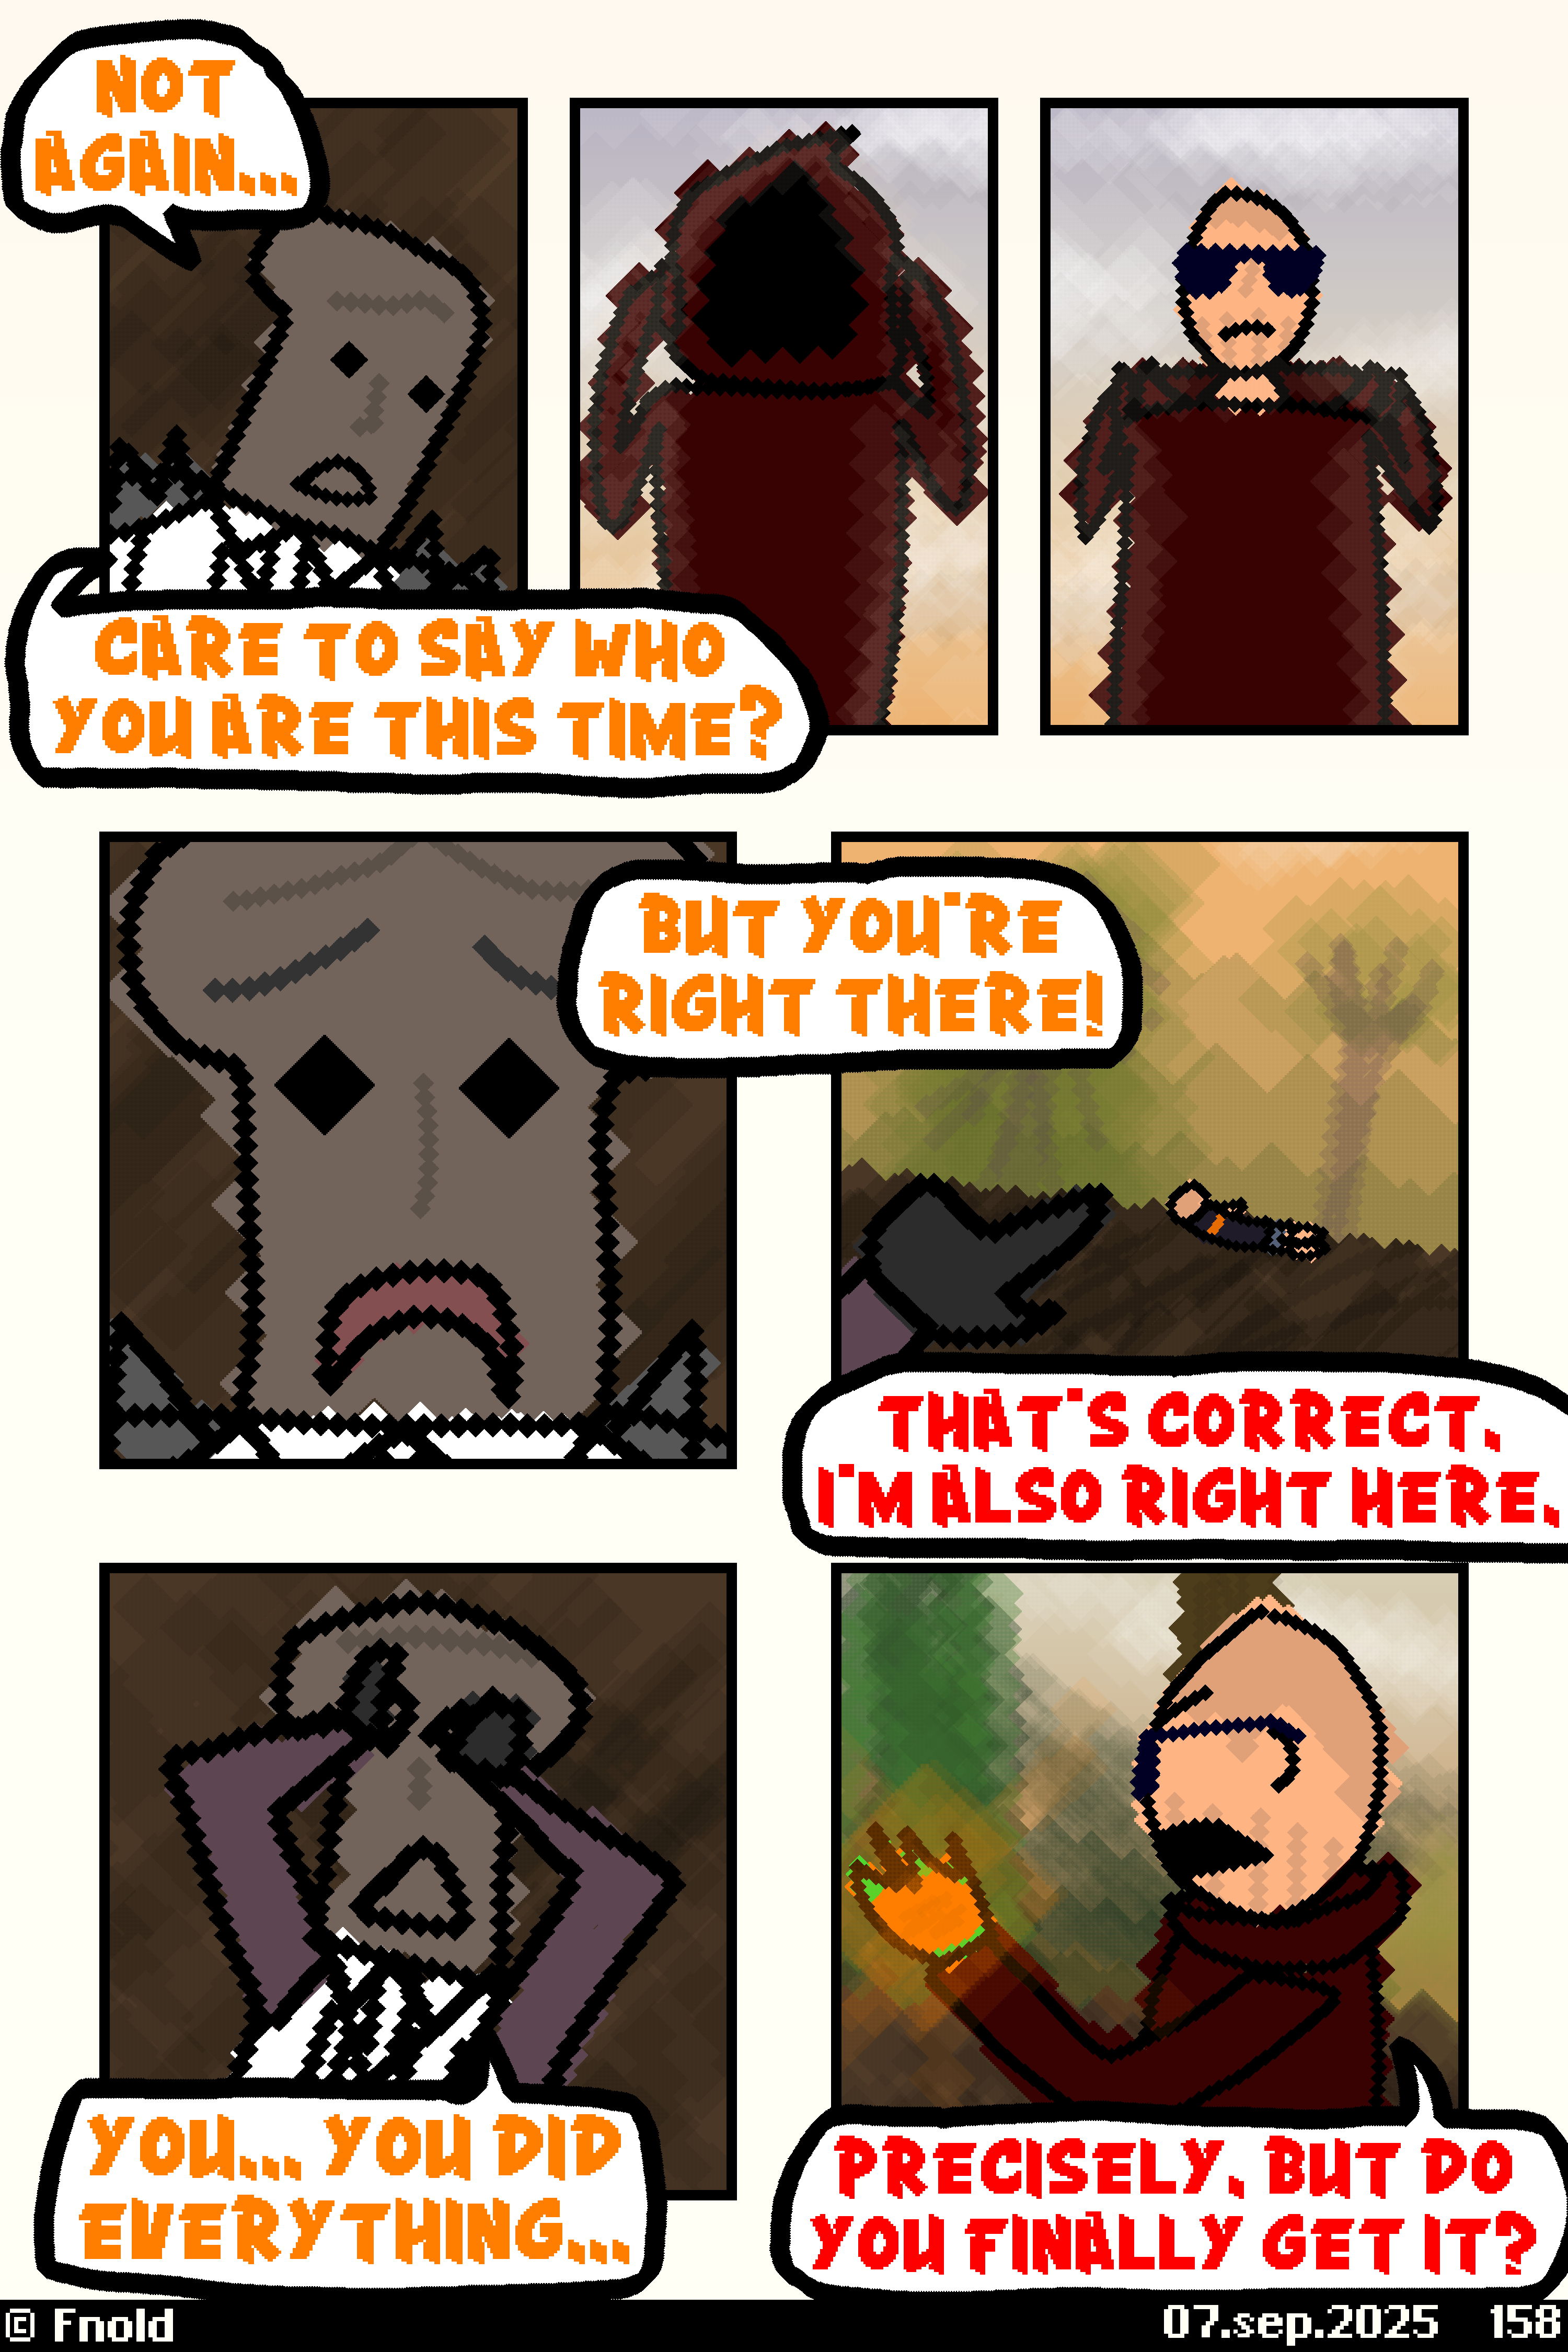 NOT
AGAIN...
CARE TO SAY WHO
YOU ARE THIS TIME?
BUT YOU'RE
RIGHT THERE!
THAT'S CORRECT,
I'M ALSO RIGHT HERE.
YOU... YOU DID
EVERYTHING...
PRECISELY, BUT DO
YOU FINALLY GET IT?
© Fnold 07.sep.2025 158